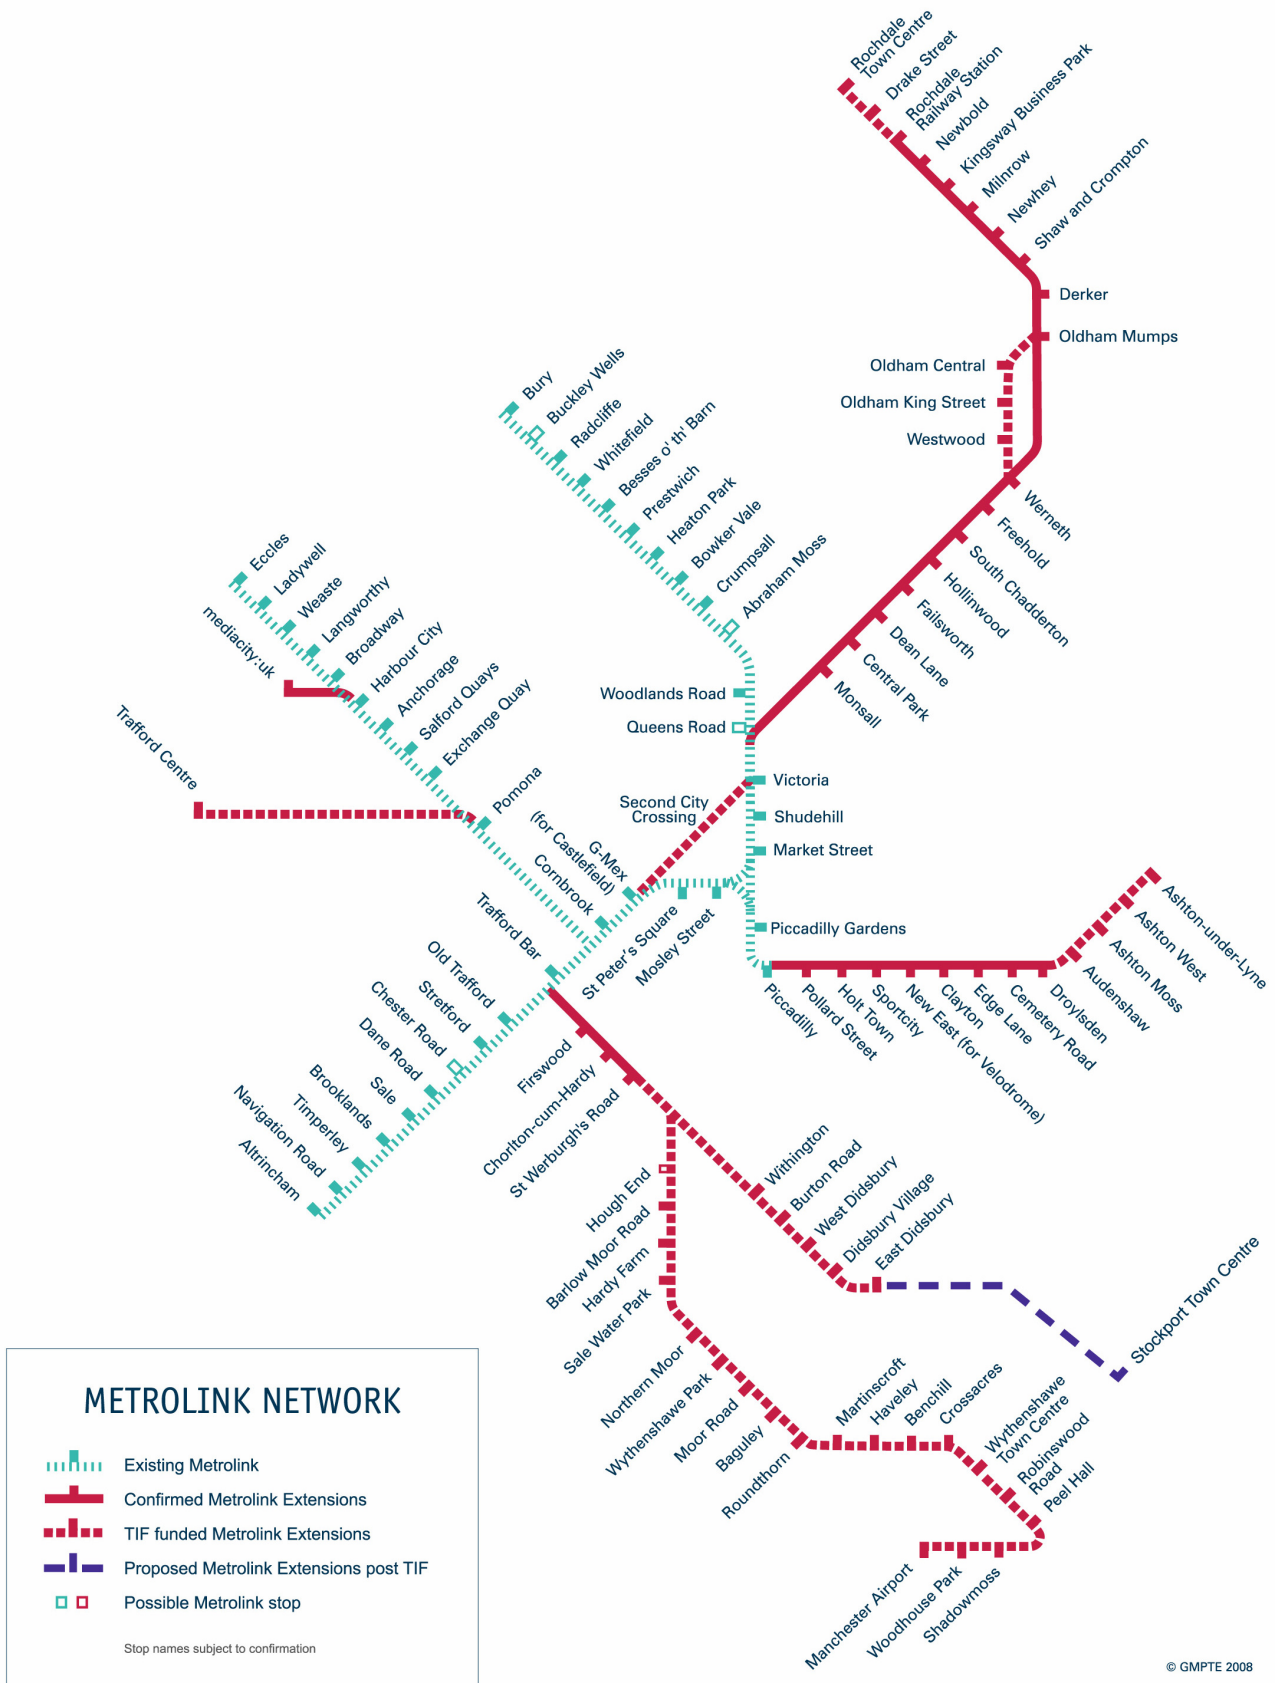 Rochdale
Town Centre
Drake Street
Rochdale
Railway Station
Newbold
Kingsway Business Park
Milnrow
Newhey
Shaw and Crompton
Derker
Oldham Mumps
Oldham Central
Oldham King Street
Westwood
Werneth
Freehold
South Chadderton
Hollinwood
Failsworth
Dean Lane
Central Park
Monsall
Bury
Buckley Wells
Radcliffe
Whitefield
Besses o' th' Barn
Prestwich
Heaton Park
Bowker Vale
Crumpsall
Abraham Moss
Woodlands Road
Queens Road
Victoria
Shudehill
Market Street
Piccadilly Gardens
Second City
Crossing
Eccles
Ladywell
Weaste
Langworthy
Broadway
mediacity:uk
Harbour City
Anchorage
Salford Quays
Exchange Quay
Pomona
Trafford Centre
G-Mex
(for Castlefield)
Cornbrook
Trafford Bar
St Peter's Square
Mosley Street
Old Trafford
Stretford
Chester Road
Dane Road
Sale
Brooklands
Timperley
Navigation Road
Altrincham
Piccadilly
Pollard Street
Holt Town
Sportcity
New East (for Velodrome)
Clayton
Edge Lane
Cemetery Road
Droylsden
Audenshaw
Ashton Moss
Ashton West
Ashton-under-Lyne
Firswood
Chorlton-cum-Hardy
St Werburgh's Road
Withington
Burton Road
West Didsbury
Didsbury Village
East Didsbury
Stockport Town Centre
Hough End
Barlow Moor Road
Hardy Farm
Sale Water Park
Northern Moor
Wythenshawe Park
Moor Road
Baguley
Roundthorn
Martinscroft
Haveley
Benchill
Crossacres
Wythenshawe
Town Centre
Robinswood
Road
Peel Hall
Shadowmoss
Woodhouse Park
Manchester Airport
METROLINK NETWORK
Existing Metrolink
Confirmed Metrolink Extensions
TIF funded Metrolink Extensions
Proposed Metrolink Extensions post TIF
Possible Metrolink stop
Stop names subject to confirmation
© GMPTE 2008